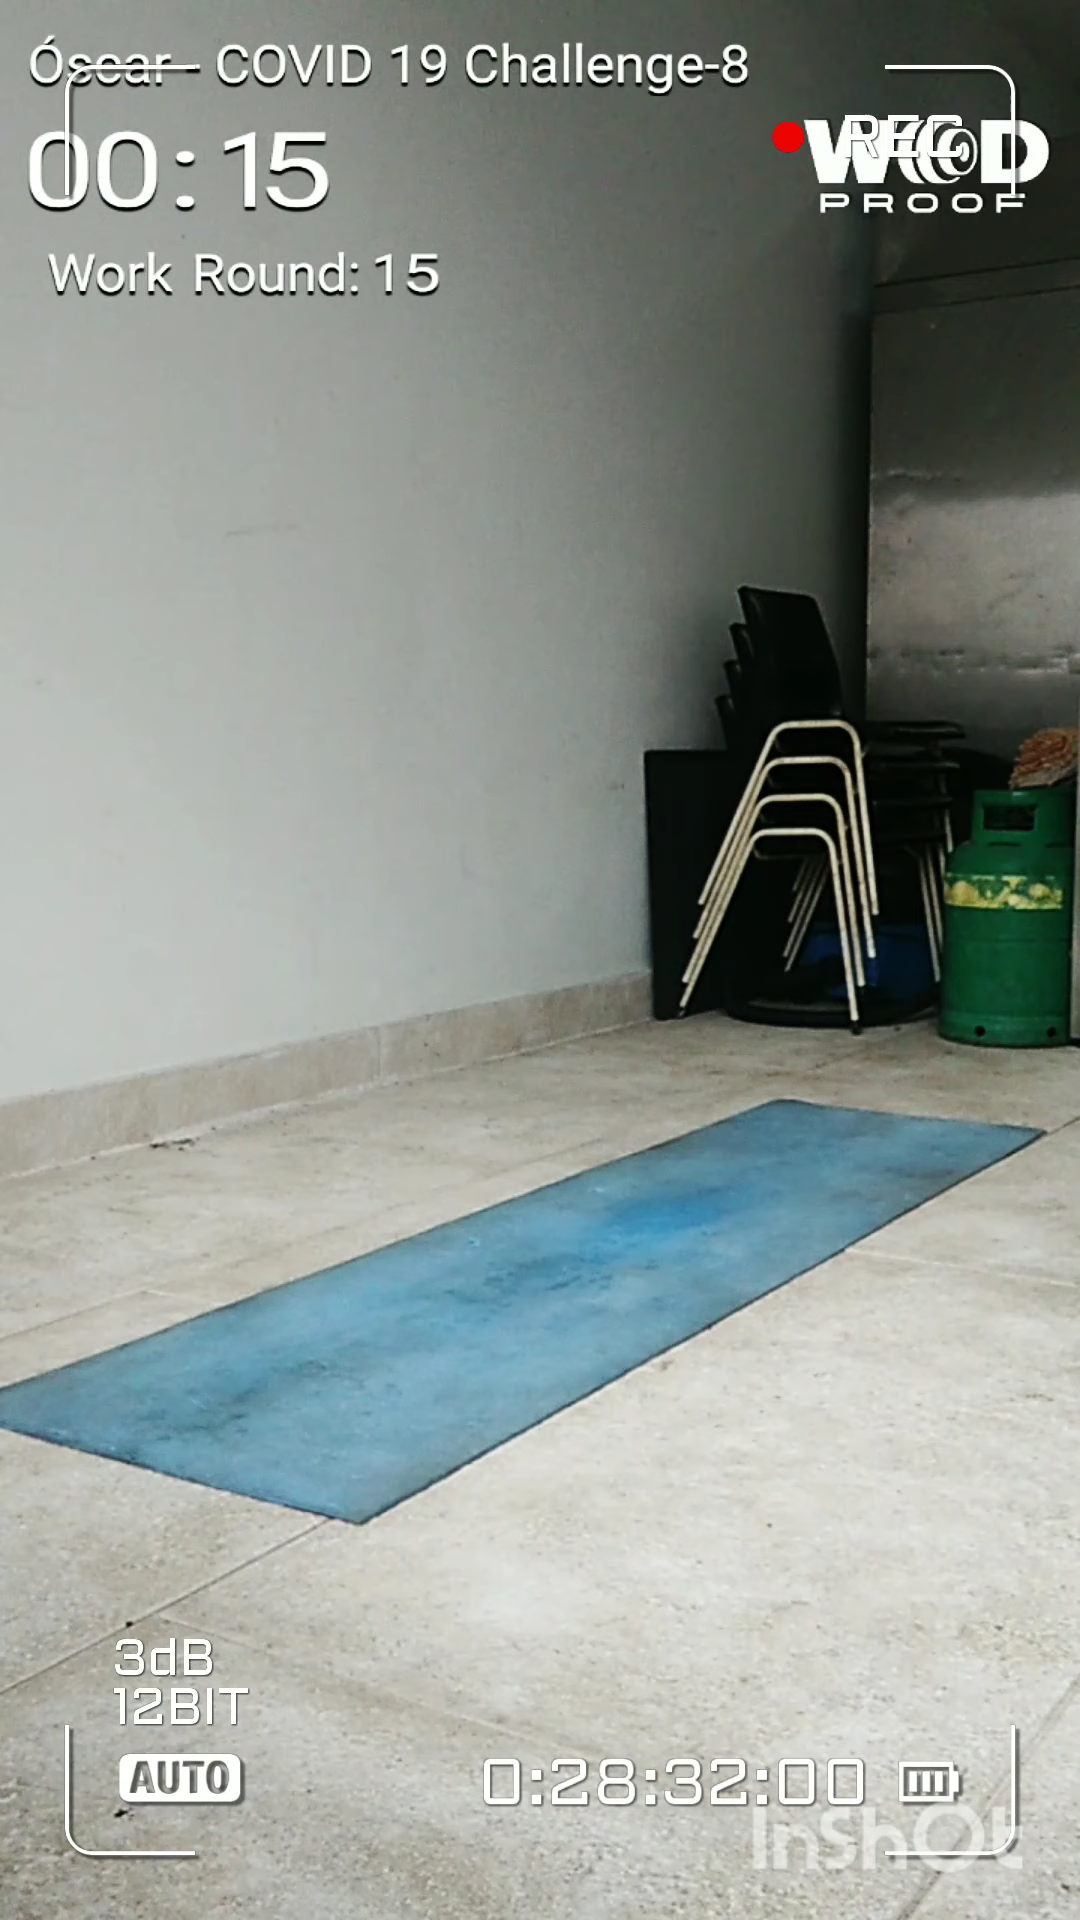 Óscar - COVID 19 Challenge-8
00:15
REC
WOD
PROOF
Work Round: 15
3dB
12BIT
AUTO
0:28:32:00
InShOt